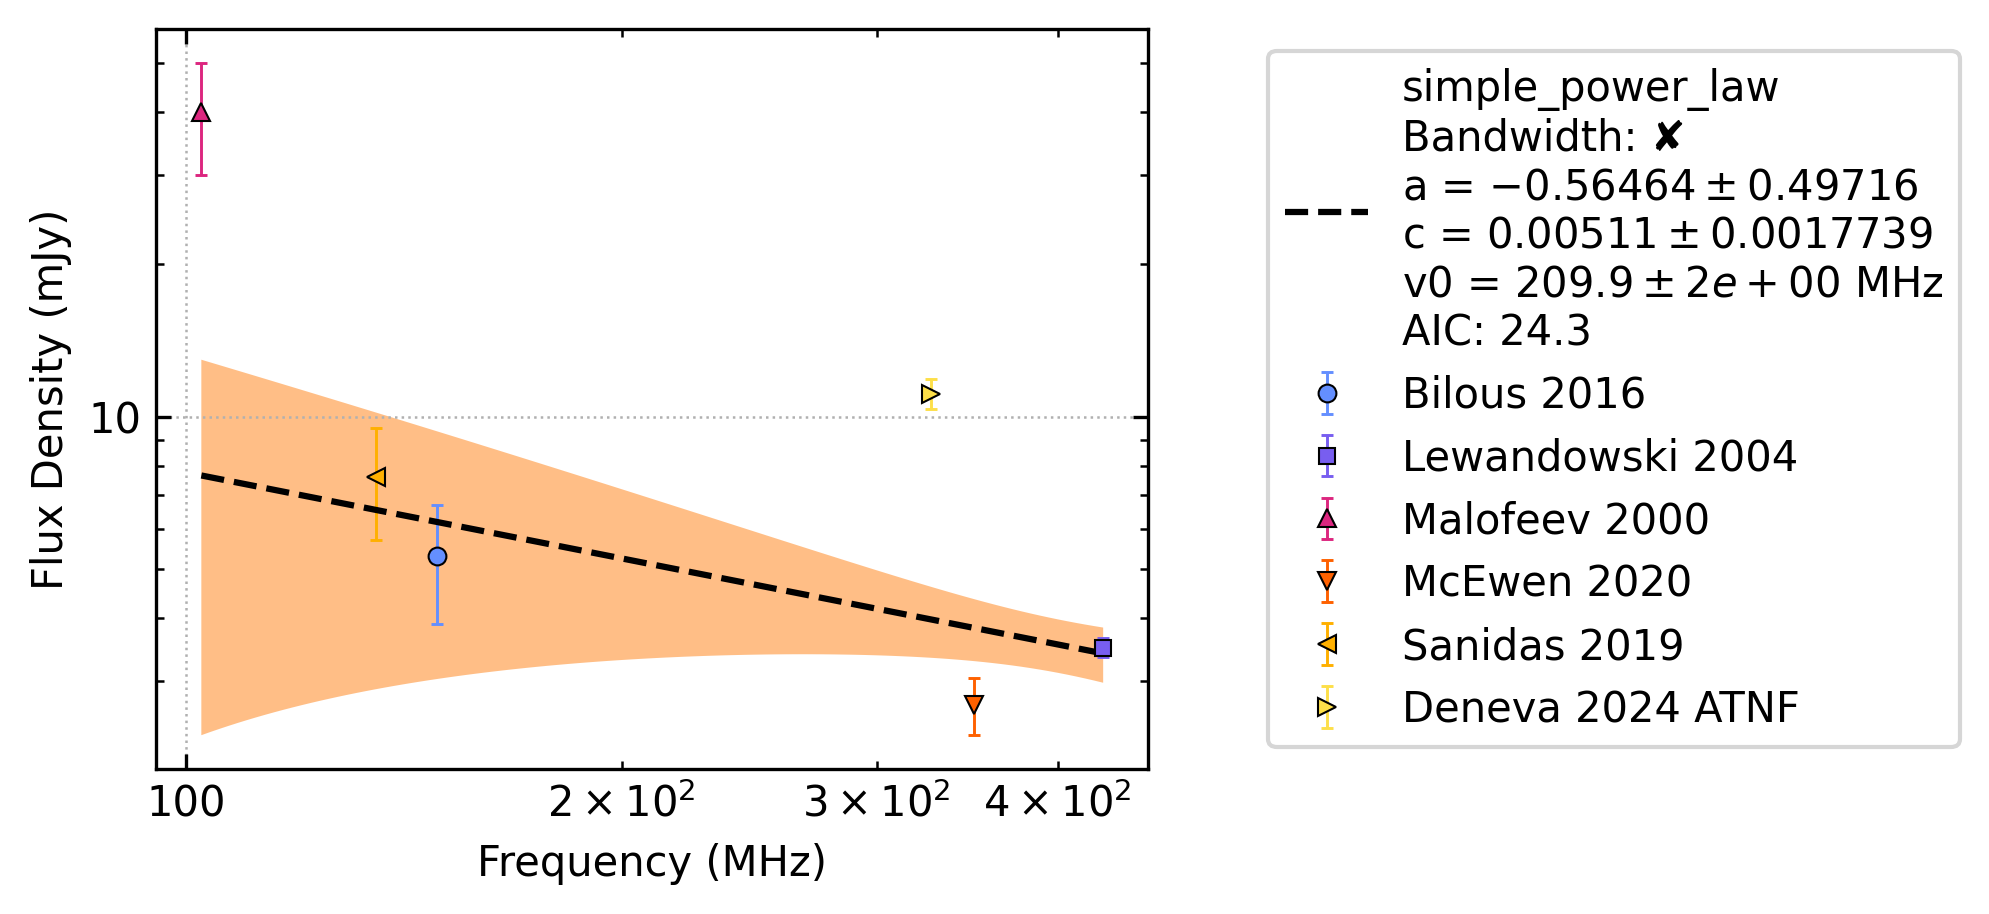 Flux Density (mJy)
10
100
2 × 10²
3 × 10²
4 × 10²
Frequency (MHz)
simple_power_law
Bandwidth: ✘
a = −0.56464 ± 0.49716
c = 0.00511 ± 0.0017739
v0 = 209.9 ± 2e + 00 MHz
AIC: 24.3
Bilous 2016
Lewandowski 2004
Malofeev 2000
McEwen 2020
Sanidas 2019
Deneva 2024 ATNF